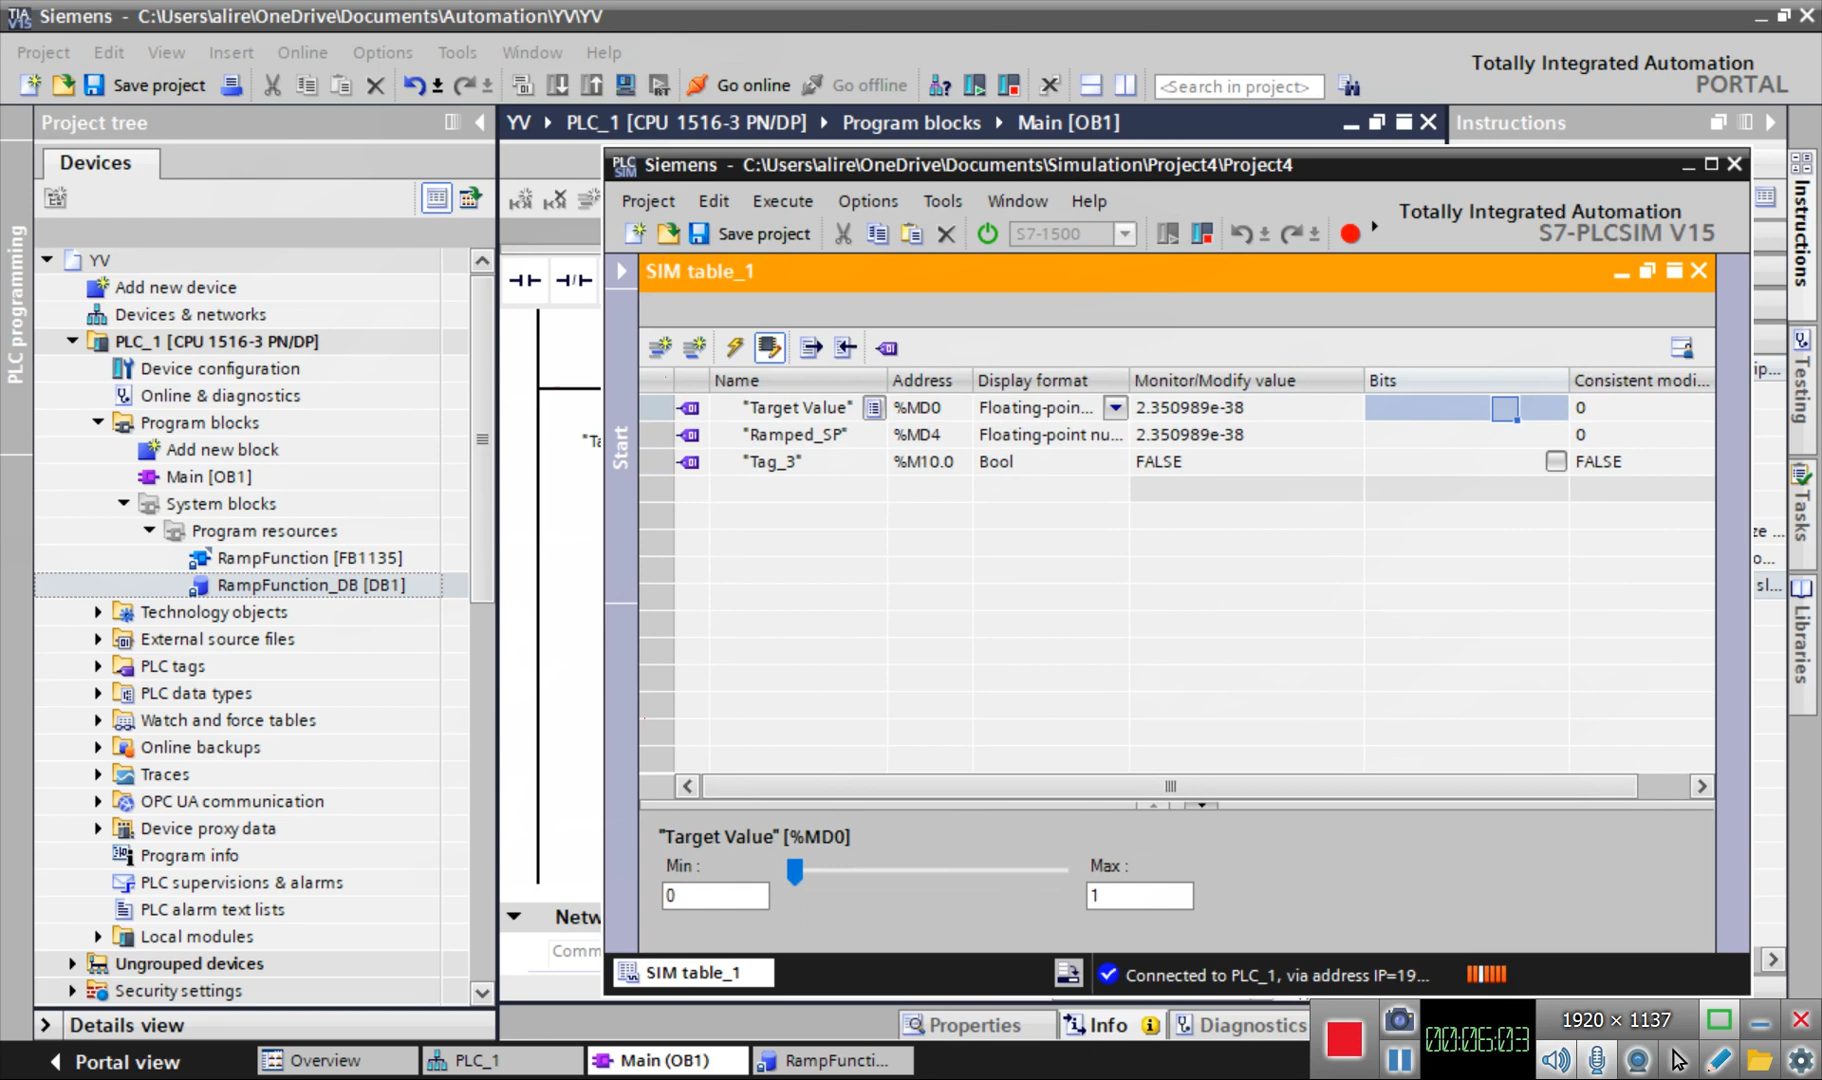 Siemens - C:\Users\alire\OneDrive\Documents\Automation\YV\YV
Project Edit View Insert Online Options Tools Window Help
Totally Integrated Automation
PORTAL
Save project
Go online
Go offline
<Search in project>
Project tree
YV PLC_1 [CPU 1516-3 PN/DP] Program blocks Main [OB1]
Instructions
Devices
PLC programming
YV
Add new device
Devices & networks
PLC_1 [CPU 1516-3 PN/DP]
Device configuration
Online & diagnostics
Program blocks
Add new block
Main [OB1]
System blocks
Program resources
RampFunction [FB1135]
RampFunction_DB [DB1]
Technology objects
External source files
PLC tags
PLC data types
Watch and force tables
Online backups
Traces
OPC UA communication
Device proxy data
Program info
PLC supervisions & alarms
PLC alarm text lists
Local modules
Ungrouped devices
Security settings
Details view
PLC SIM
Siemens - C:\Users\alire\OneDrive\Documents\Simulation\Project4\Project4
Project Edit Execute Options Tools Window Help
Totally Integrated Automation
S7-PLCSIM V15
Save project
S7-1500
SIM table_1
Start
Name Address Display format Monitor/Modify value Bits Consistent modi...
"Target Value" %MD0 Floating-poin... 2.350989e-38 0
"Ramped_SP" %MD4 Floating-point nu... 2.350989e-38 0
"Tag_3" %M10.0 Bool FALSE FALSE
"Target Value" [%MD0]
Min : Max :
0 1
SIM table_1
Connected to PLC_1, via address IP=19...
"Ta
Netw
Comm
ip...
ze ...
o...
sl...
Instructions
Testing
Tasks
Libraries
Properties
Info
Diagnostics
Portal view
Overview
PLC_1
Main (OB1)
RampFuncti...
00:06:03
1920 × 1137